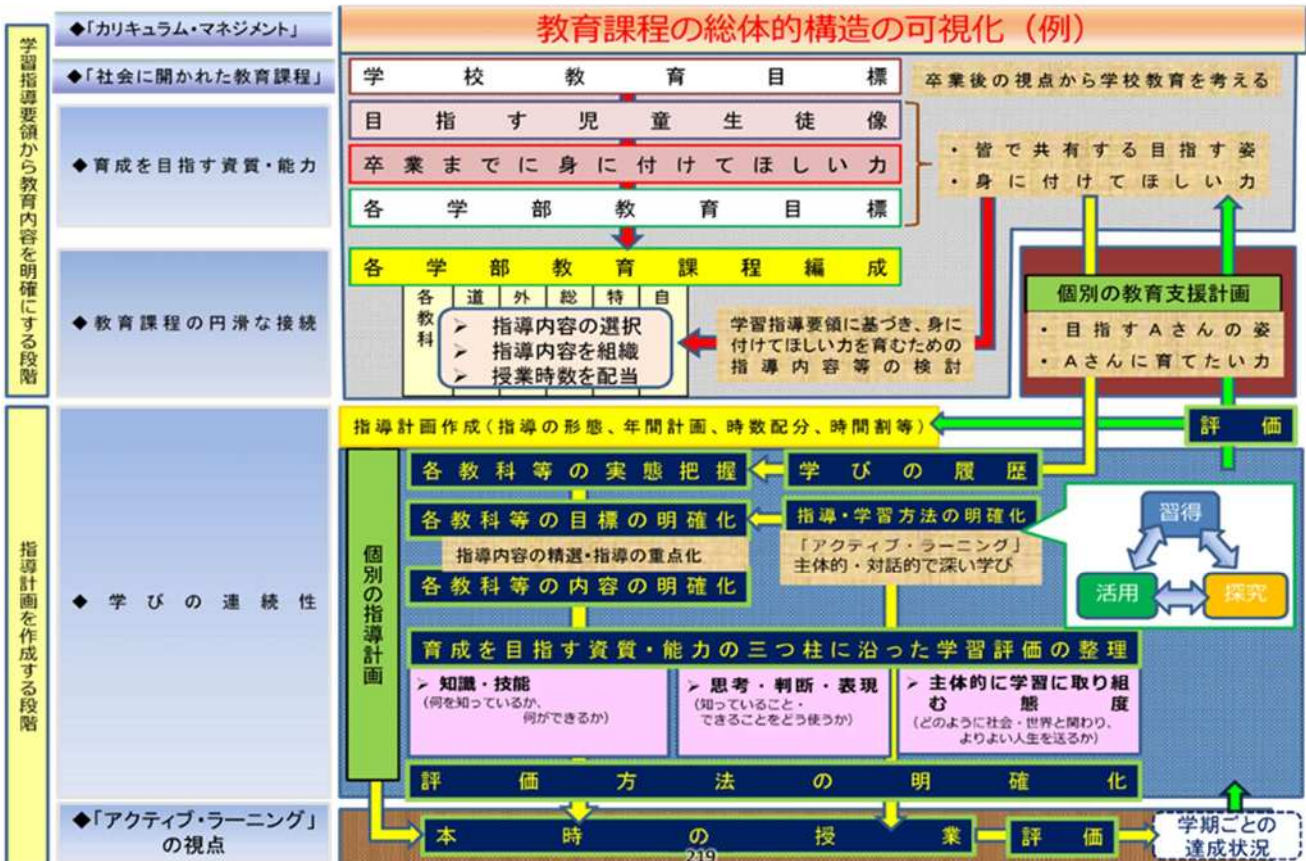 教育課程の総体的構造の可視化（例）
学習指導要領から教育内容を明確にする段階
◆「カリキュラム・マネジメント」
◆「社会に開かれた教育課程」
◆育成を目指す資質・能力
◆教育課程の円滑な接続
学校教育目標
目指す児童生徒像
卒業までに身に付けてほしい力
各学部教育目標
各学部教育課程編成
各教科
道
外
総
特
自
➢ 指導内容の選択
➢ 指導内容を組織
➢ 授業時数を配当
卒業後の視点から学校教育を考える
・皆で共有する目指す姿
・身に付けてほしい力
学習指導要領に基づき、身に
付けてほしい力を育むための
指導内容等の検討
個別の教育支援計画
・目指すAさんの姿
・Aさんに育てたい力
指導計画を作成する段階
◆学びの連続性
◆「アクティブ・ラーニング」
の視点
指導計画作成（指導の形態、年間計画、時数配分、時間割等）
評価
個別の指導計画
各教科等の実態把握
学びの履歴
各教科等の目標の明確化
指導・学習方法の明確化
指導内容の精選・指導の重点化
「アクティブ・ラーニング」
主体的・対話的で深い学び
各教科等の内容の明確化
習得
活用
探究
育成を目指す資質・能力の三つ柱に沿った学習評価の整理
➢ 知識・技能
（何を知っているか、
何ができるか）
➢ 思考・判断・表現
（知っていること・
できることをどう使うか）
➢ 主体的に学習に取り組
む態度
（どのように社会・世界と関わり、
よりよい人生を送るか）
評価方法の明確化
本時の授業
評価
学期ごとの
達成状況
219